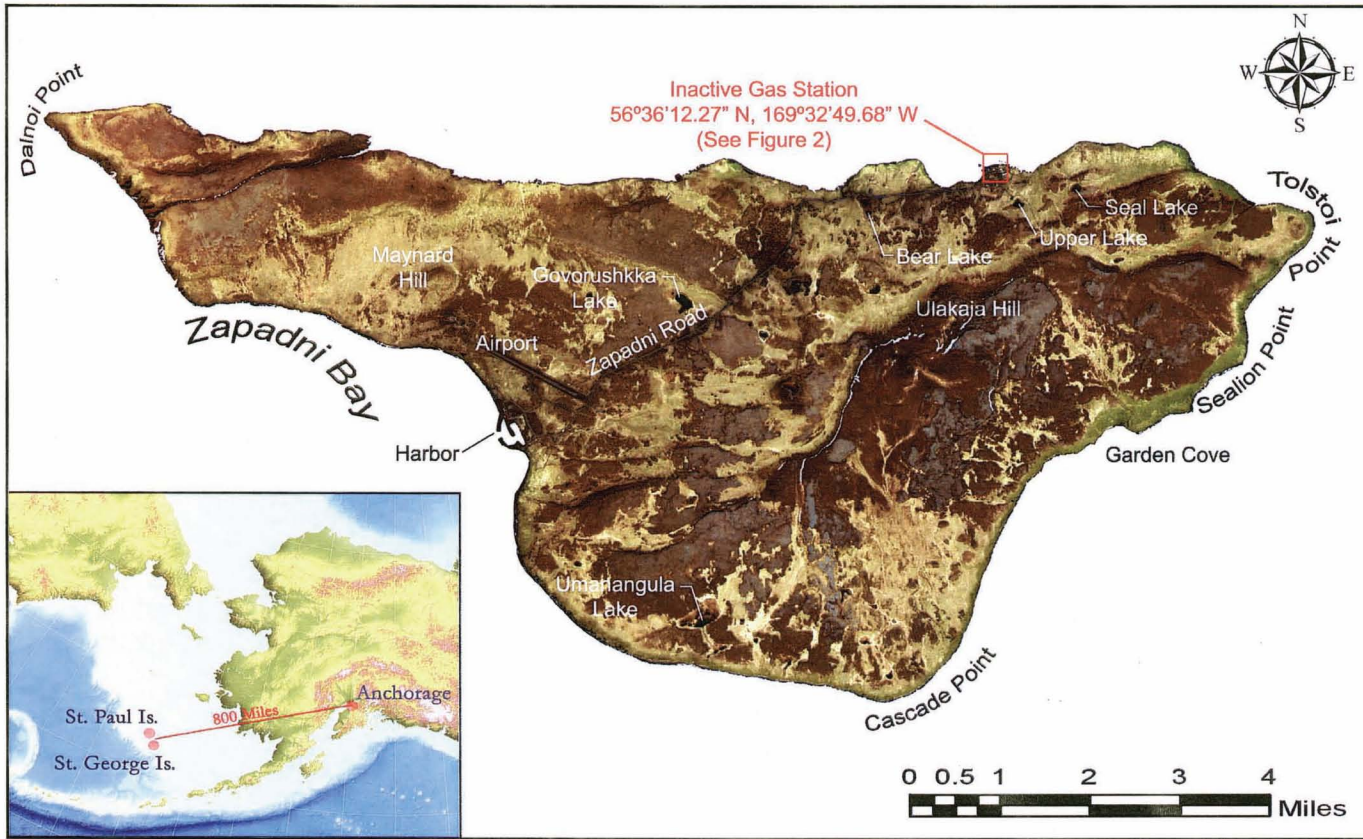 N
W E
S
Dalnoi Point
Inactive Gas Station
56º36'12.27" N, 169º32'49.68" W
(See Figure 2)
Tolstoi
Point
Seal Lake
Upper Lake
Bear Lake
Maynard
Hill
Govorushkka
Lake
Ulakaja Hill
Zapadni Road
Airport
Zapadni Bay
Sealion Point
Harbor
Garden Cove
Umahangula
Lake
Cascade Point
Anchorage
800 Miles
St. Paul Is.
St. George Is.
0 0.5 1 2 3 4
Miles